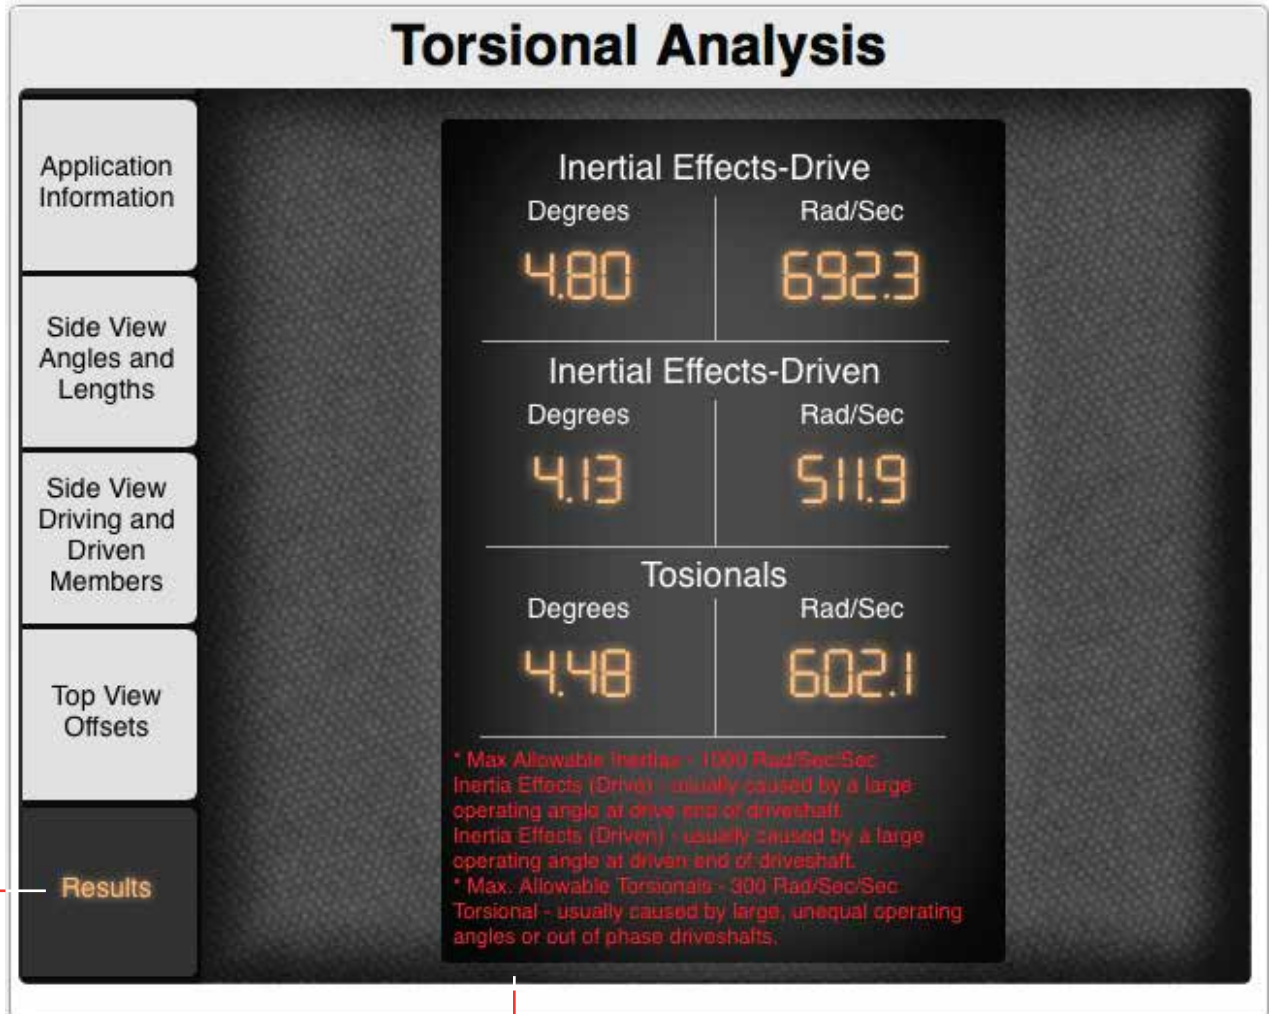 Torsional Analysis
Application
Information
Side View
Angles and
Lengths
Side View
Driving and
Driven
Members
Top View
Offsets
Results
Inertial Effects-Drive
Degrees Rad/Sec
4.80 692.3
Inertial Effects-Driven
Degrees Rad/Sec
4.13 511.9
Tosionals
Degrees Rad/Sec
4.48 602.1
* Max Allowable Inertias - 1000 Rad/Sec/Sec
Inertia Effects (Drive) - usually caused by a large
operating angle at drive end of driveshaft.
Inertia Effects (Driven) - usually caused by a large
operating angle at driven end of driveshaft.
* Max. Allowable Torsionals - 300 Rad/Sec/Sec
Torsional - usually caused by large, unequal operating
angles or out of phase driveshafts.